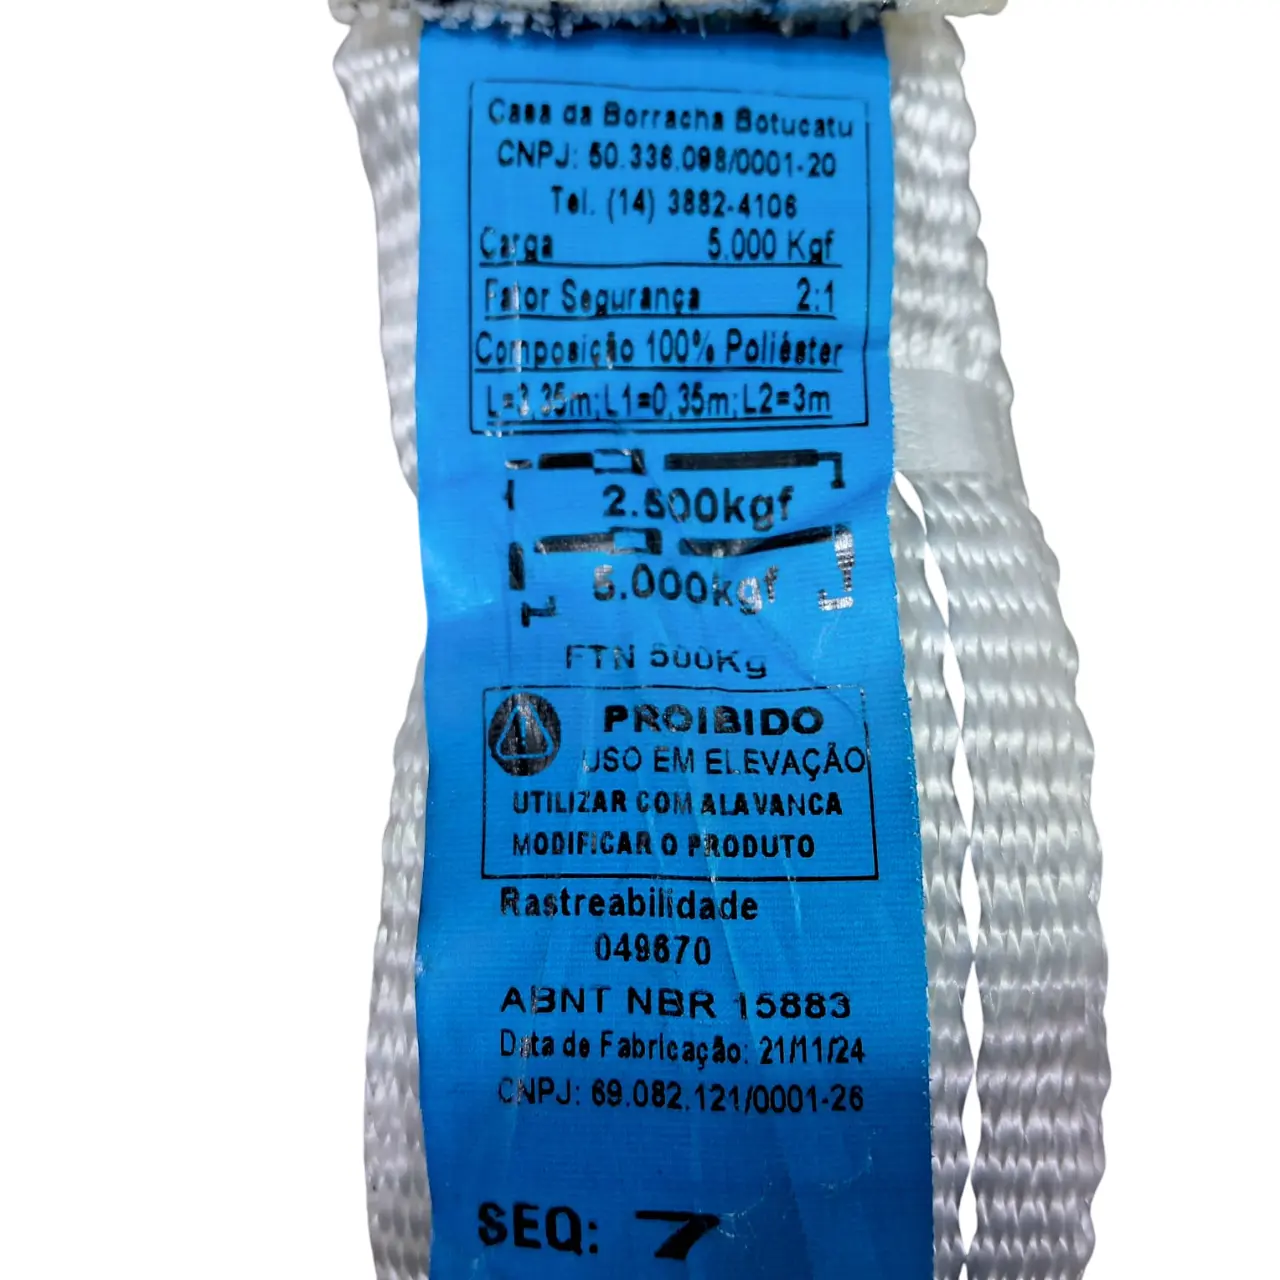 Casa da Borracha Botucatu
CNPJ: 50.336.098/0001-20
Tel. (14) 3882-4106
Carga 5.000 Kgf
Fator Segurança 2:1
Composição 100% Poliéster
L=3,35m;L1=0,35m;L2=3m
2.500kgf
5.000kgf
FTN 500Kg
PROIBIDO
USO EM ELEVAÇÃO
UTILIZAR COM ALAVANCA
MODIFICAR O PRODUTO
Rastreabilidade
049670
ABNT NBR 15883
Data de Fabricação: 21/11/24
CNPJ: 69.082.121/0001-26
SEQ: 7